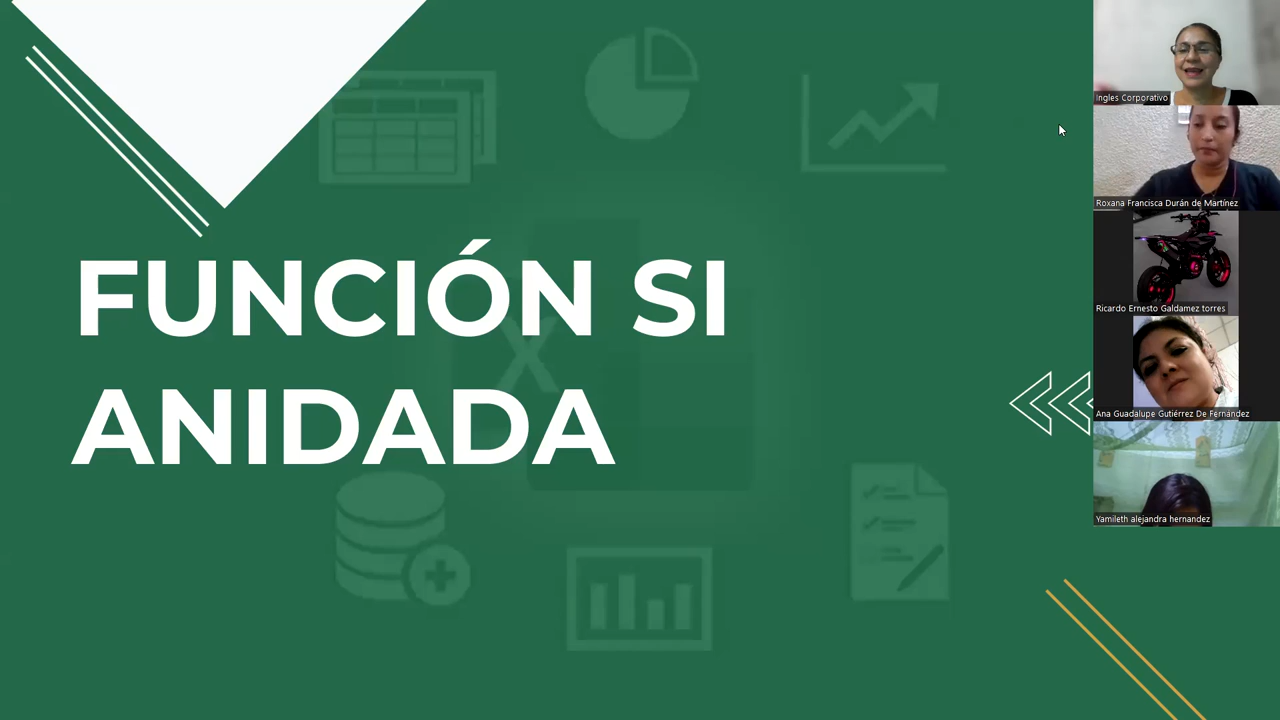 FUNCIÓN SI
ANIDADA
Ingles Corporativo
Roxana Francisca Durán de Martínez
Ricardo Ernesto Galdamez torres
Ana Guadalupe Gutiérrez De Fernández
Yamileth alejandra hernandez